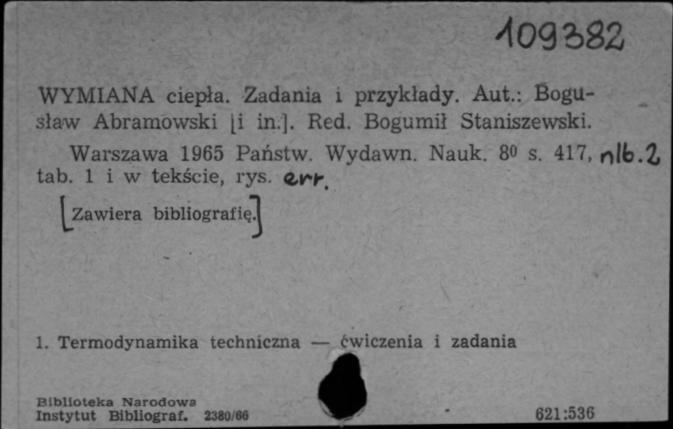 109382
WYMIANA ciepła. Zadania i przykłady. Aut.: Bogu-
sław Abramowski [i in.]. Red. Bogumił Staniszewski.
Warszawa 1965 Państw. Wydawn. Nauk. 8⁰ s. 417, nlb. 2
tab. 1 i w tekście, rys. err.
[Zawiera bibliografię.]
1. Termodynamika techniczna — ćwiczenia i zadania
Biblioteka Narodowa
Instytut Bibliograf. 2380/66 621:536